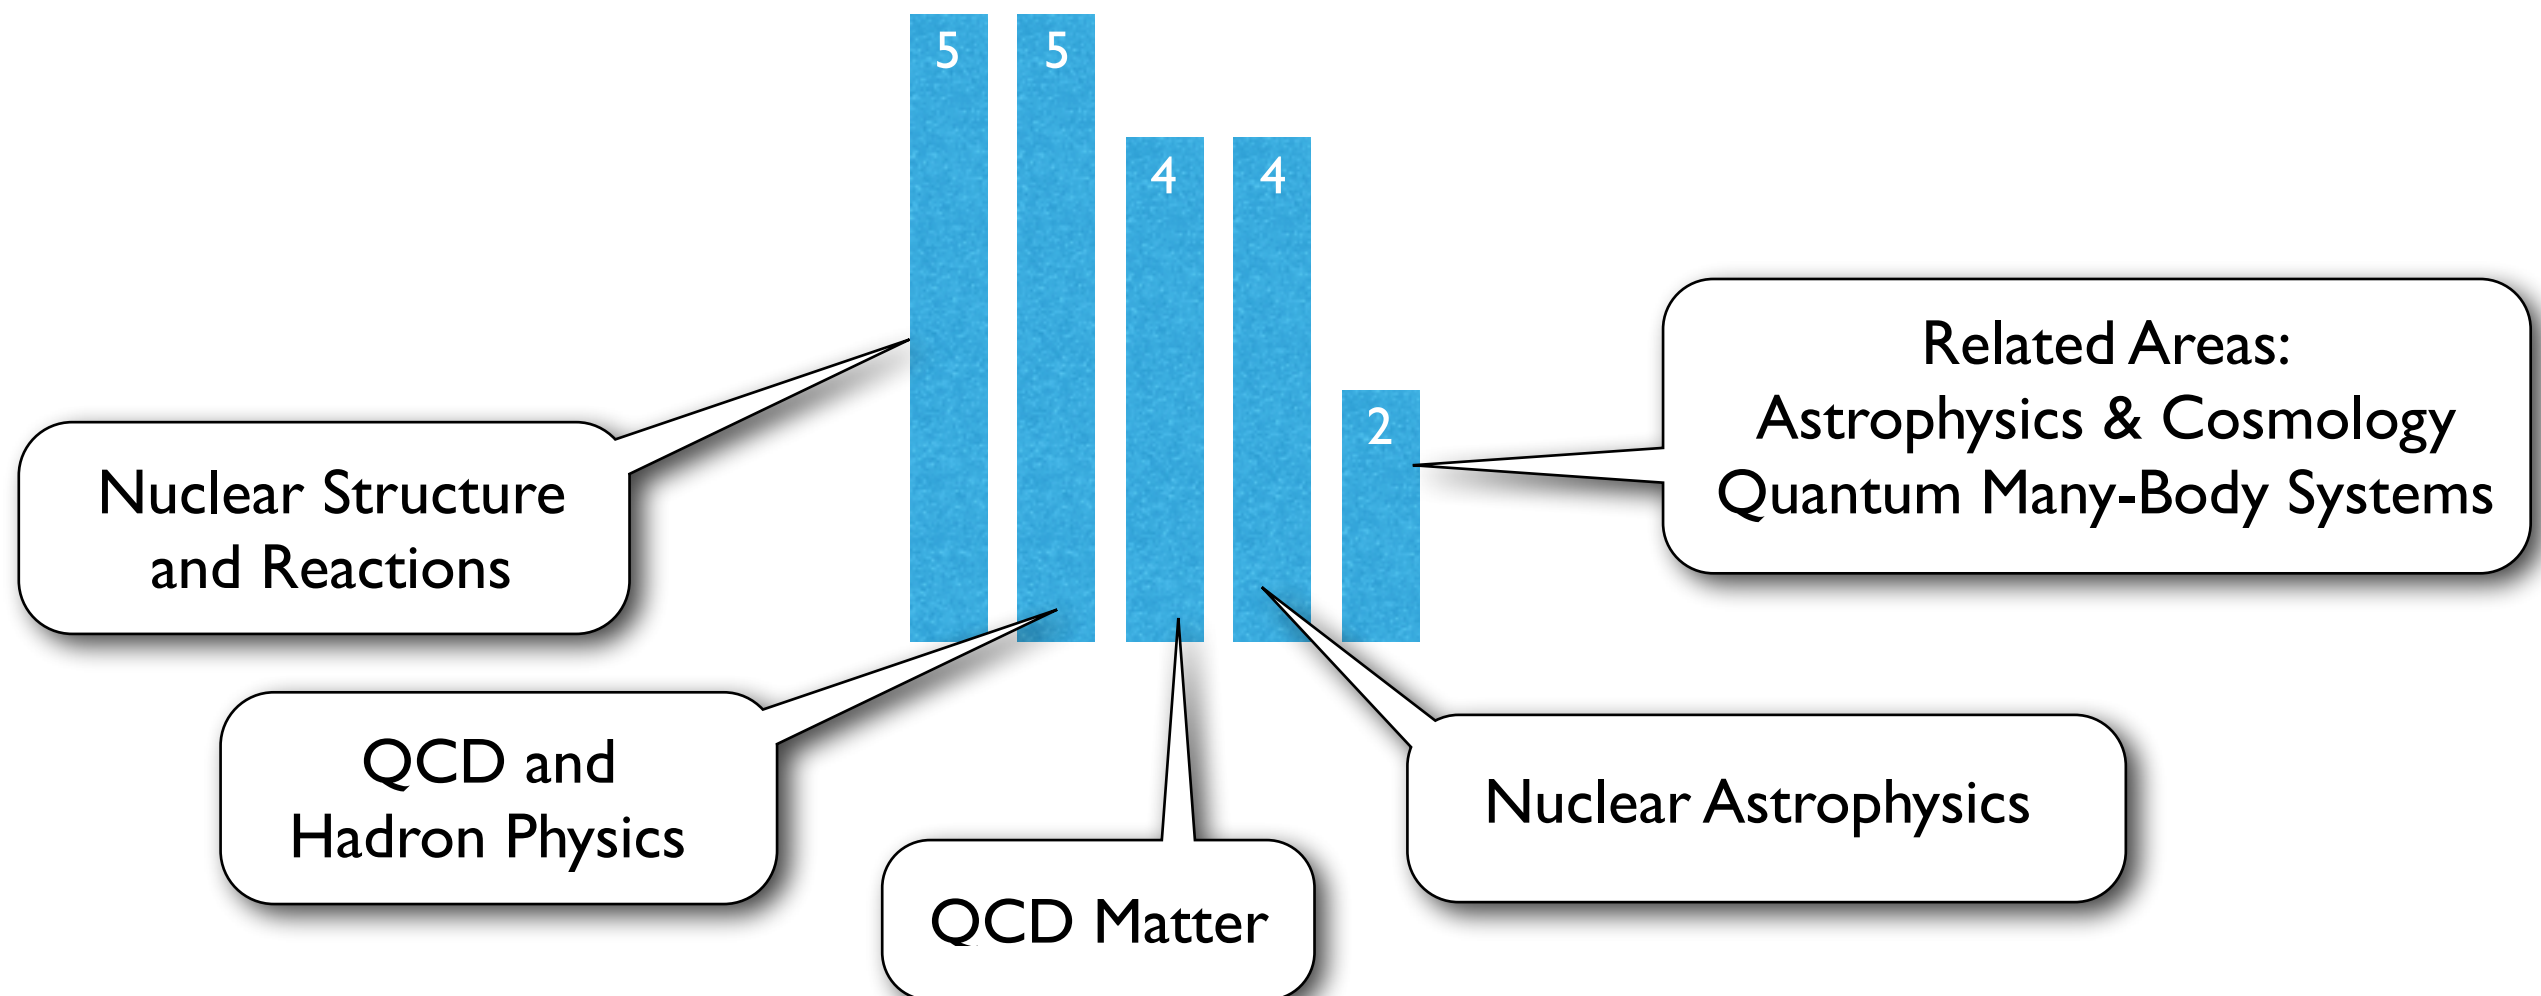 5
5
4
4
2
Nuclear Structure
and Reactions
QCD and
Hadron Physics
QCD Matter
Nuclear Astrophysics
Related Areas:
Astrophysics & Cosmology
Quantum Many-Body Systems